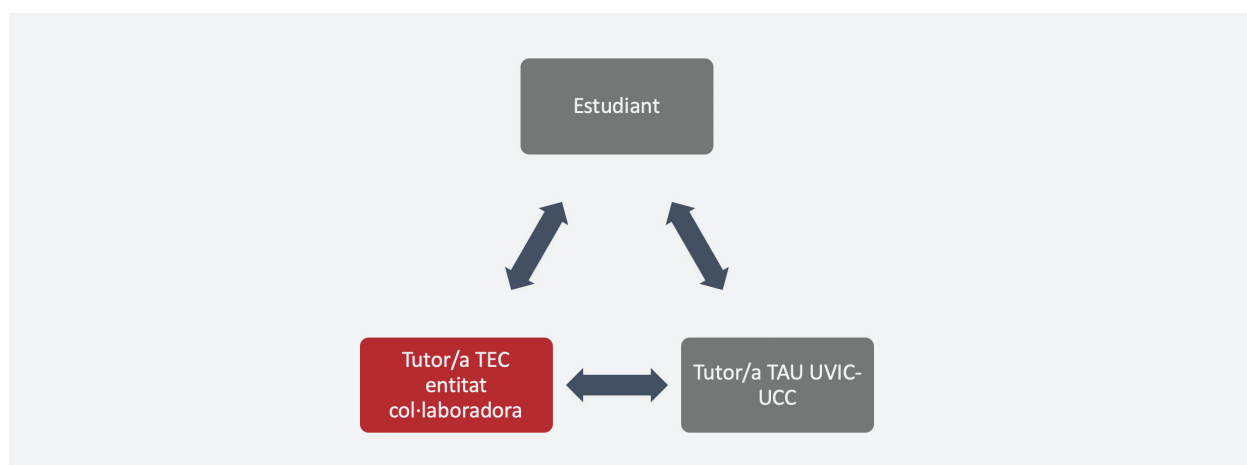 Estudiant
Tutor/a TEC
entitat
col·laboradora
Tutor/a TAU UVIC-
UCC